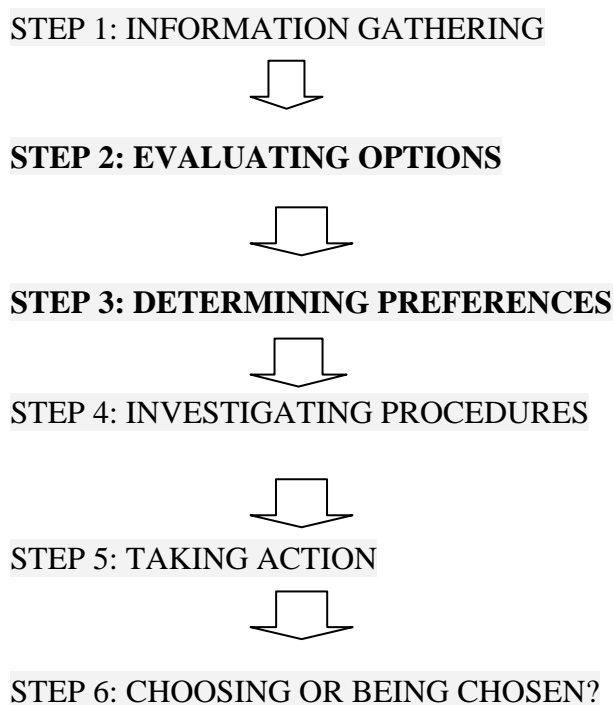 STEP 1: INFORMATION GATHERING
STEP 2: EVALUATING OPTIONS
STEP 3: DETERMINING PREFERENCES
STEP 4: INVESTIGATING PROCEDURES
STEP 5: TAKING ACTION
STEP 6: CHOOSING OR BEING CHOSEN?